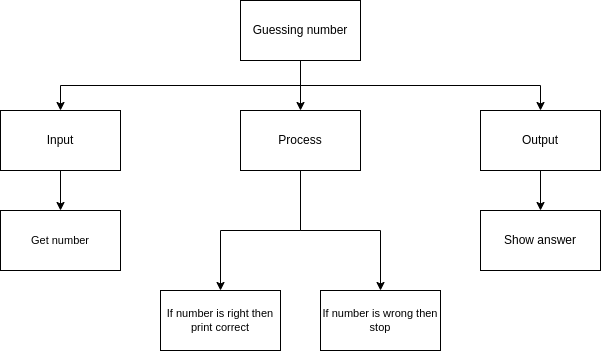 Guessing number
Input
Process
Output
Get number
Show answer
If number is right then
print correct
If number is wrong then
stop